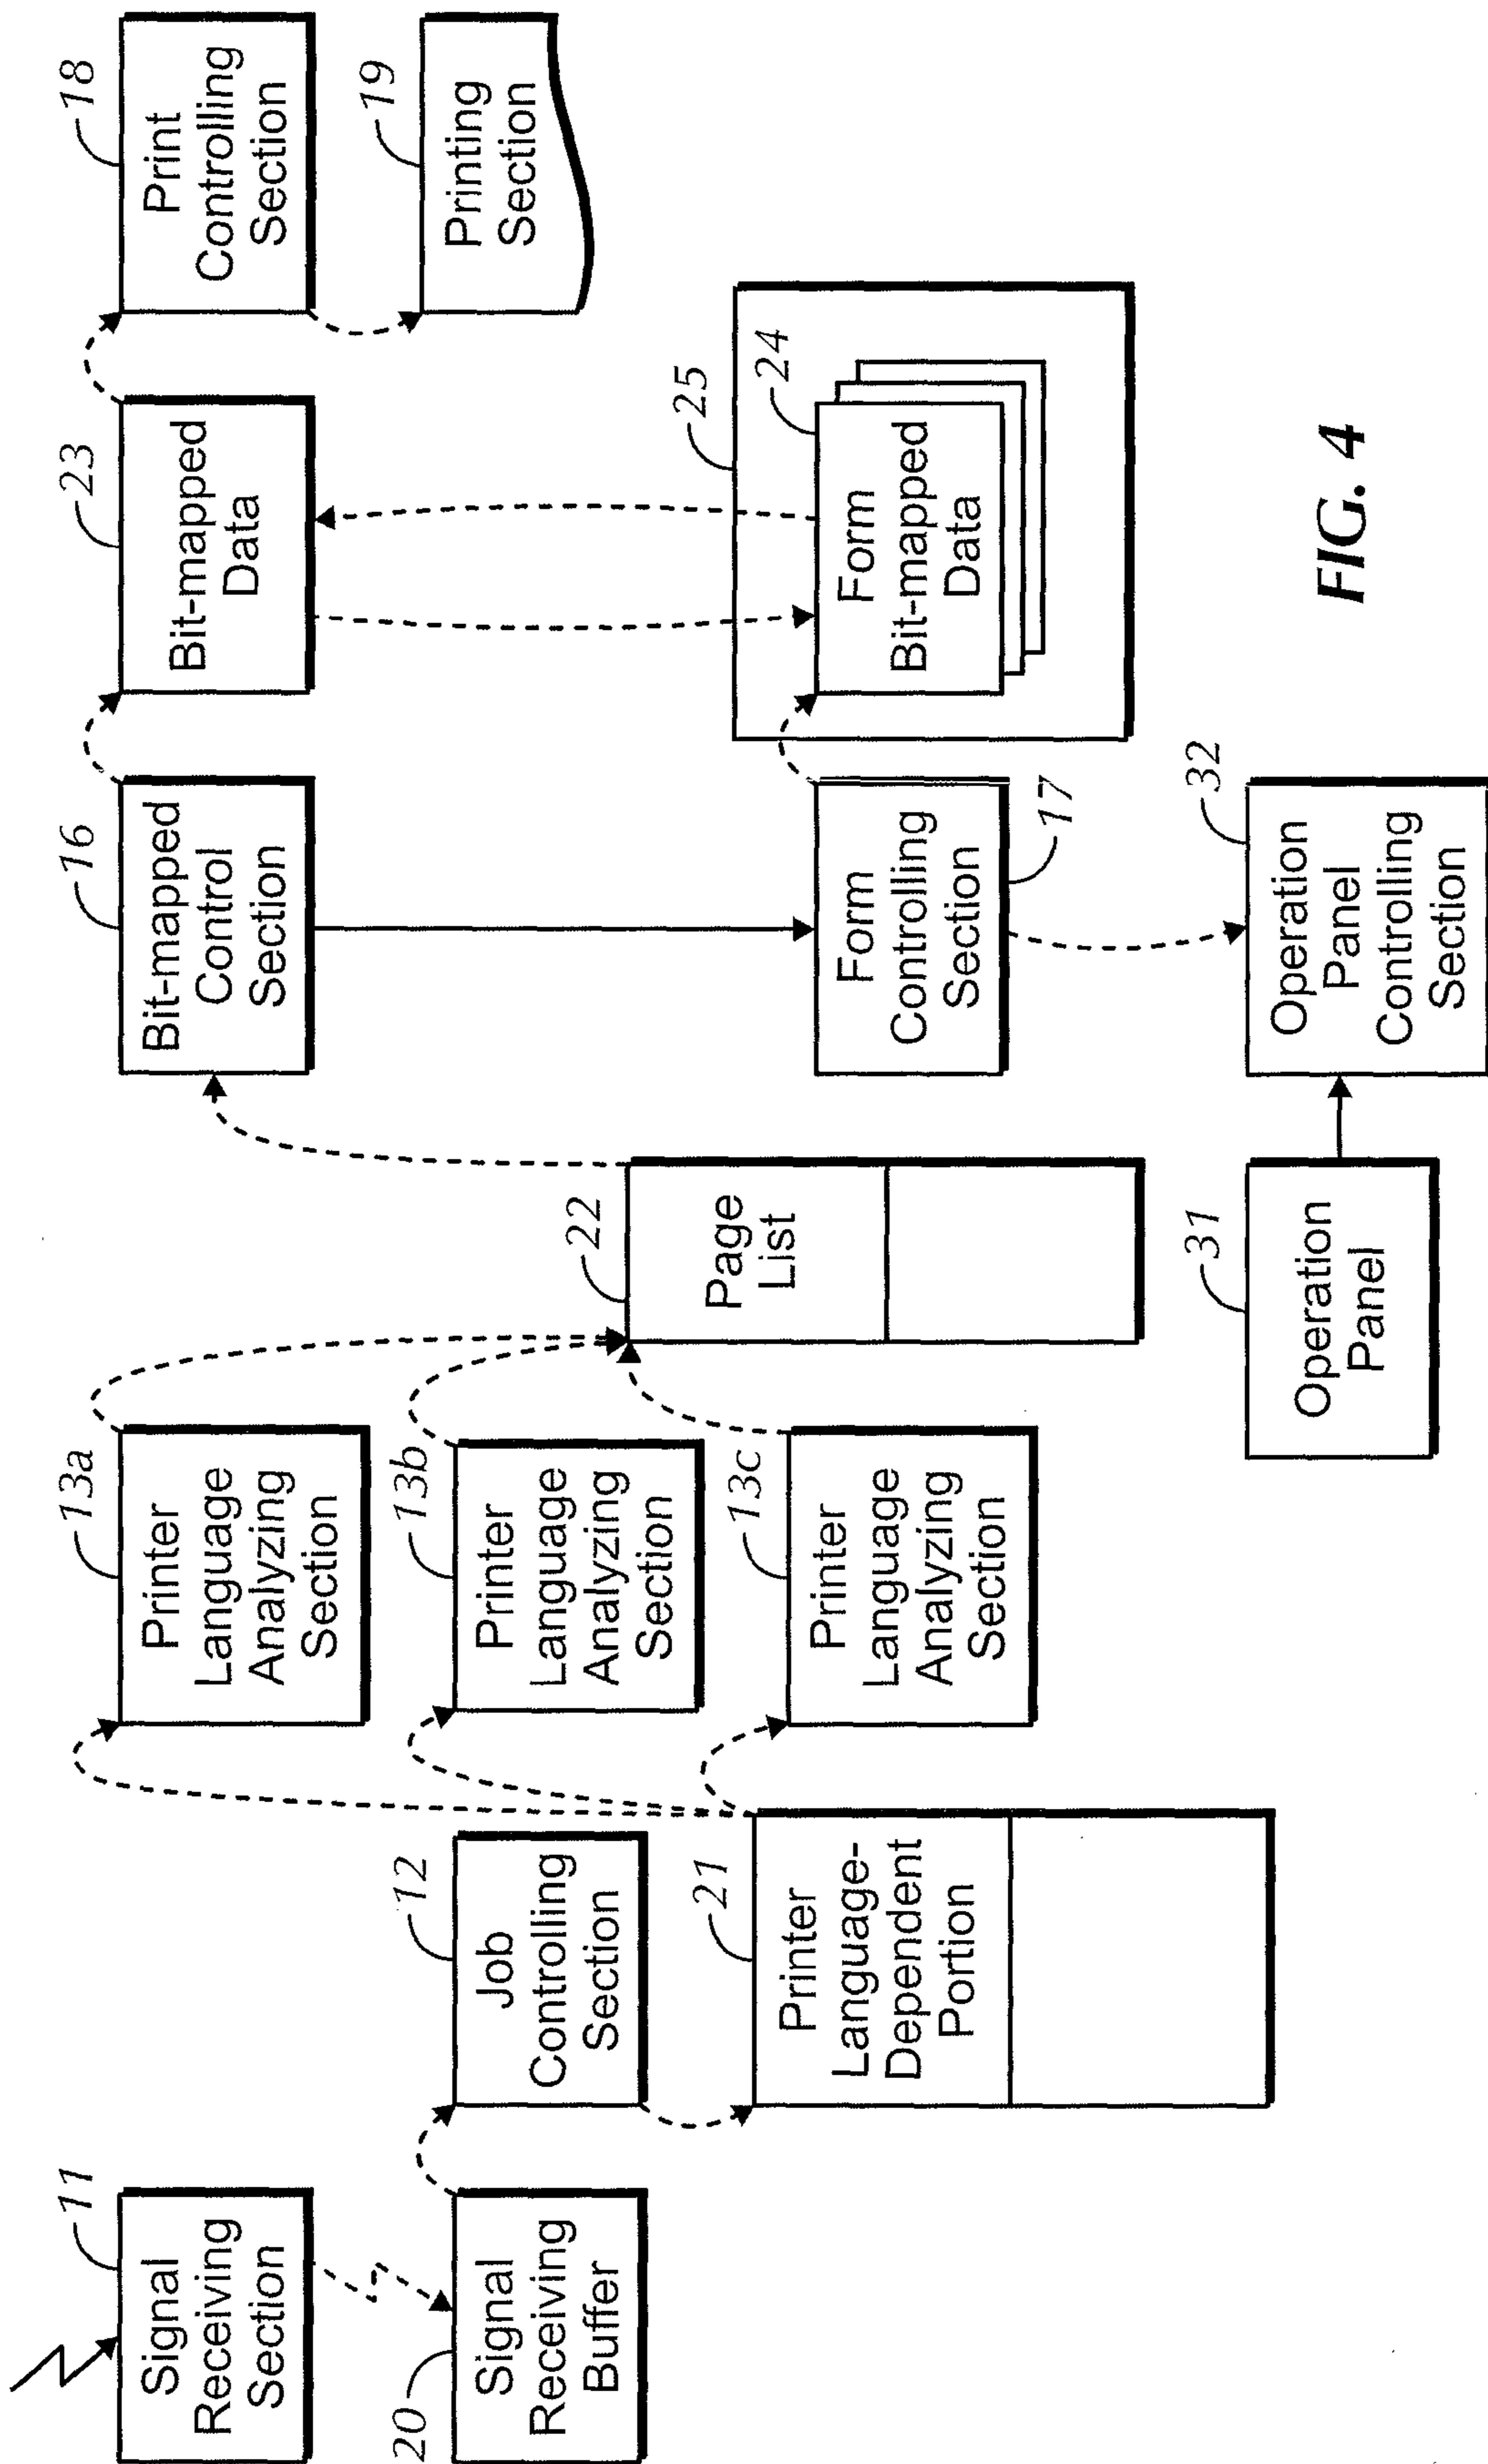 11
Signal
Receiving
Section
20
Signal
Receiving
Buffer
12
Job
Controlling
Section
21
Printer
Language-
Dependent
Portion
13a
Printer
Language
Analyzing
Section
13b
Printer
Language
Analyzing
Section
13c
Printer
Language
Analyzing
Section
22
Page
List
16
Bit-mapped
Control
Section
23
Bit-mapped
Data
18
Print
Controlling
Section
19
Printing
Section
25
24
Form
Bit-mapped
Data
Form
Controlling
Section
17
31
Operation
Panel
32
Operation
Panel
Controlling
Section
FIG. 4